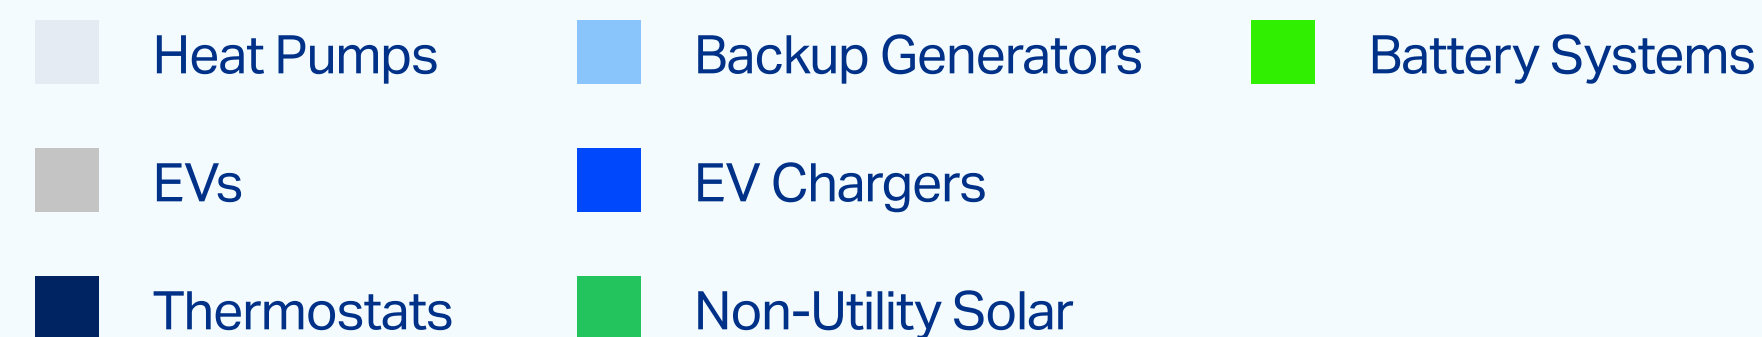 Heat Pumps
Backup Generators
Battery Systems
EVs
EV Chargers
Thermostats
Non-Utility Solar